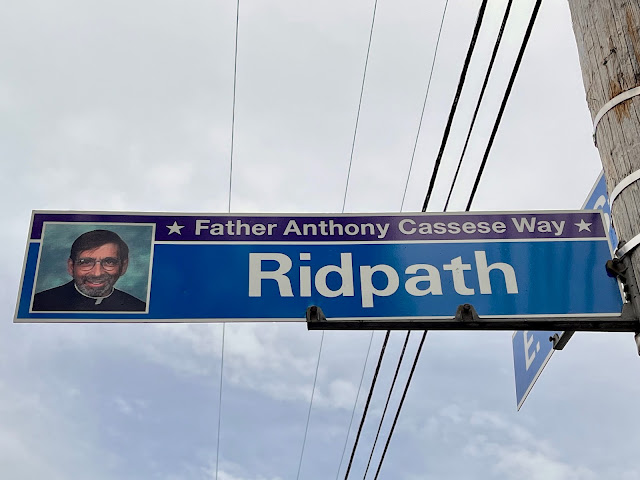 ★ Father Anthony Cassese Way ★
Ridpath
E.